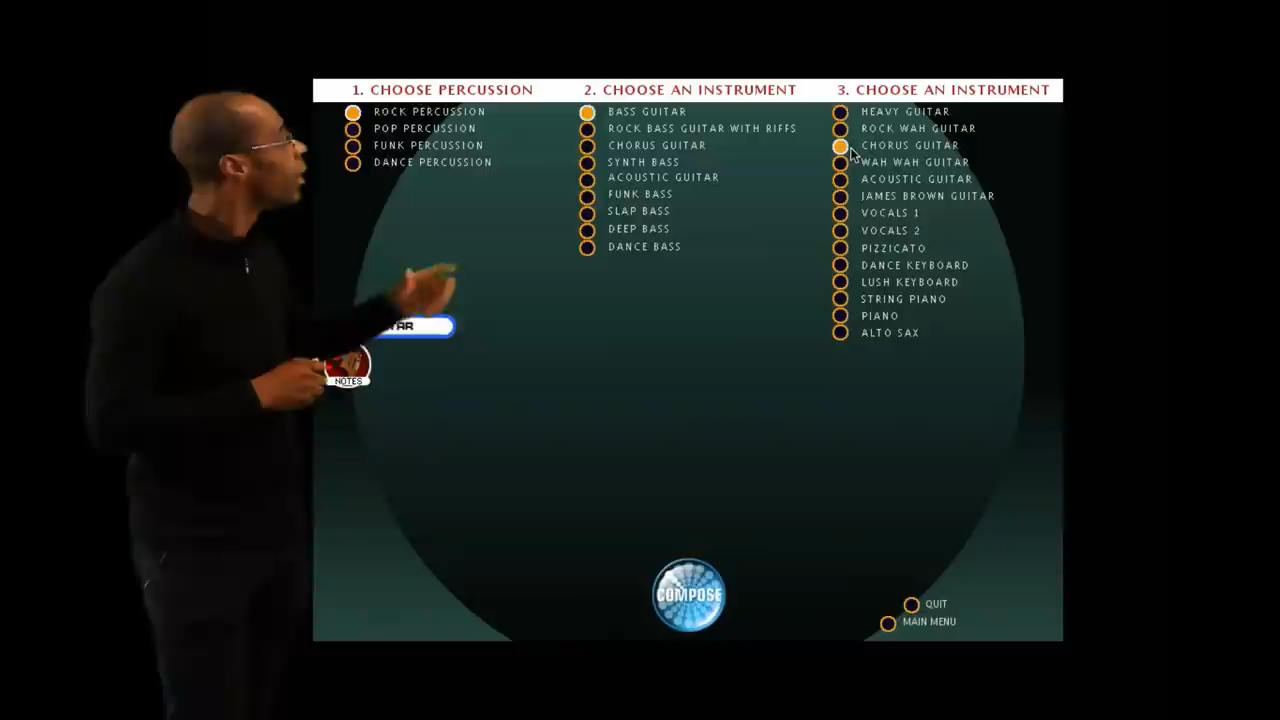 1. CHOOSE PERCUSSION
ROCK PERCUSSION
POP PERCUSSION
FUNK PERCUSSION
DANCE PERCUSSION
2. CHOOSE AN INSTRUMENT
BASS GUITAR
ROCK BASS GUITAR WITH RIFFS
CHORUS GUITAR
SYNTH BASS
ACOUSTIC GUITAR
FUNK BASS
SLAP BASS
DEEP BASS
DANCE BASS
3. CHOOSE AN INSTRUMENT
HEAVY GUITAR
ROCK WAH GUITAR
CHORUS GUITAR
WAH WAH GUITAR
ACOUSTIC GUITAR
JAMES BROWN GUITAR
VOCALS 1
VOCALS 2
PIZZICATO
DANCE KEYBOARD
LUSH KEYBOARD
STRING PIANO
PIANO
ALTO SAX
NOTES
COMPOSE
QUIT
MAIN MENU